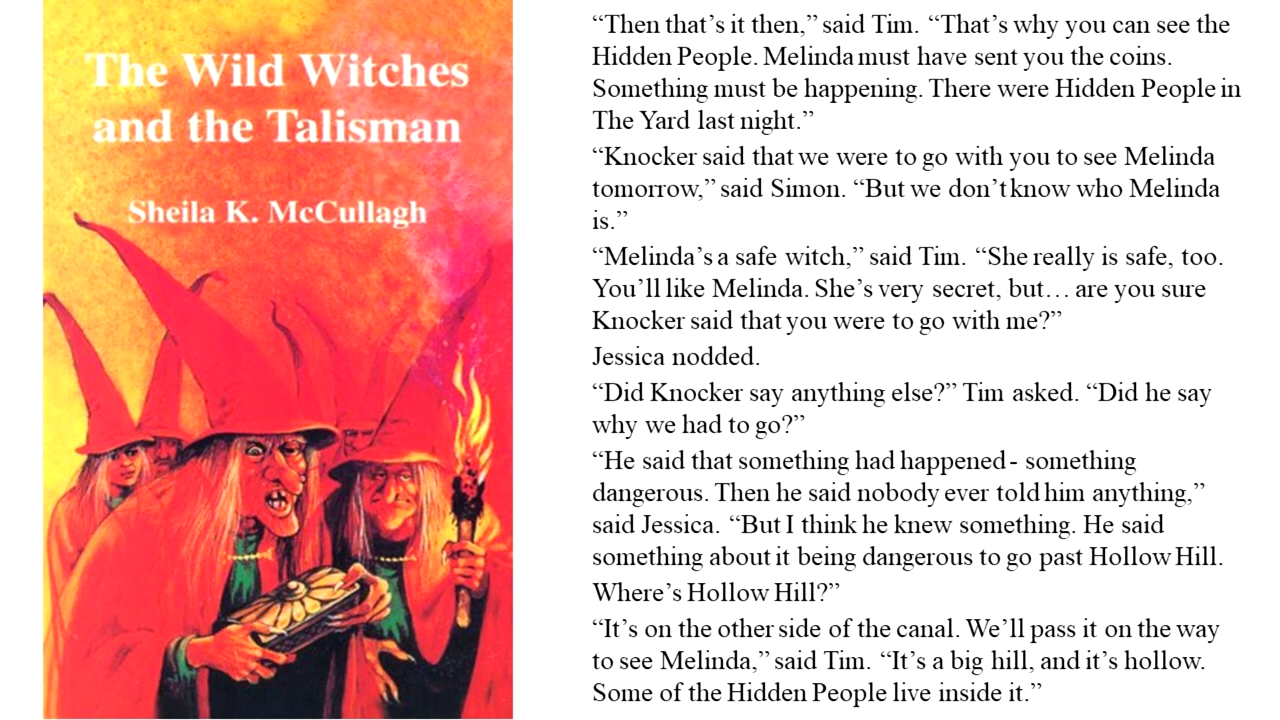 The Wild Witches
and the Talisman
Sheila K. McCullagh
“Then that’s it then,” said Tim. “That’s why you can see the
Hidden People. Melinda must have sent you the coins.
Something must be happening. There were Hidden People in
The Yard last night.”
“Knocker said that we were to go with you to see Melinda
tomorrow,” said Simon. “But we don’t know who Melinda
is.”
“Melinda’s a safe witch,” said Tim. “She really is safe, too.
You’ll like Melinda. She’s very secret, but… are you sure
Knocker said that you were to go with me?”
Jessica nodded.
“Did Knocker say anything else?” Tim asked. “Did he say
why we had to go?”
“He said that something had happened - something
dangerous. Then he said nobody ever told him anything,”
said Jessica. “But I think he knew something. He said
something about it being dangerous to go past Hollow Hill.
Where’s Hollow Hill?”
“It’s on the other side of the canal. We’ll pass it on the way
to see Melinda,” said Tim. “It’s a big hill, and it’s hollow.
Some of the Hidden People live inside it.”